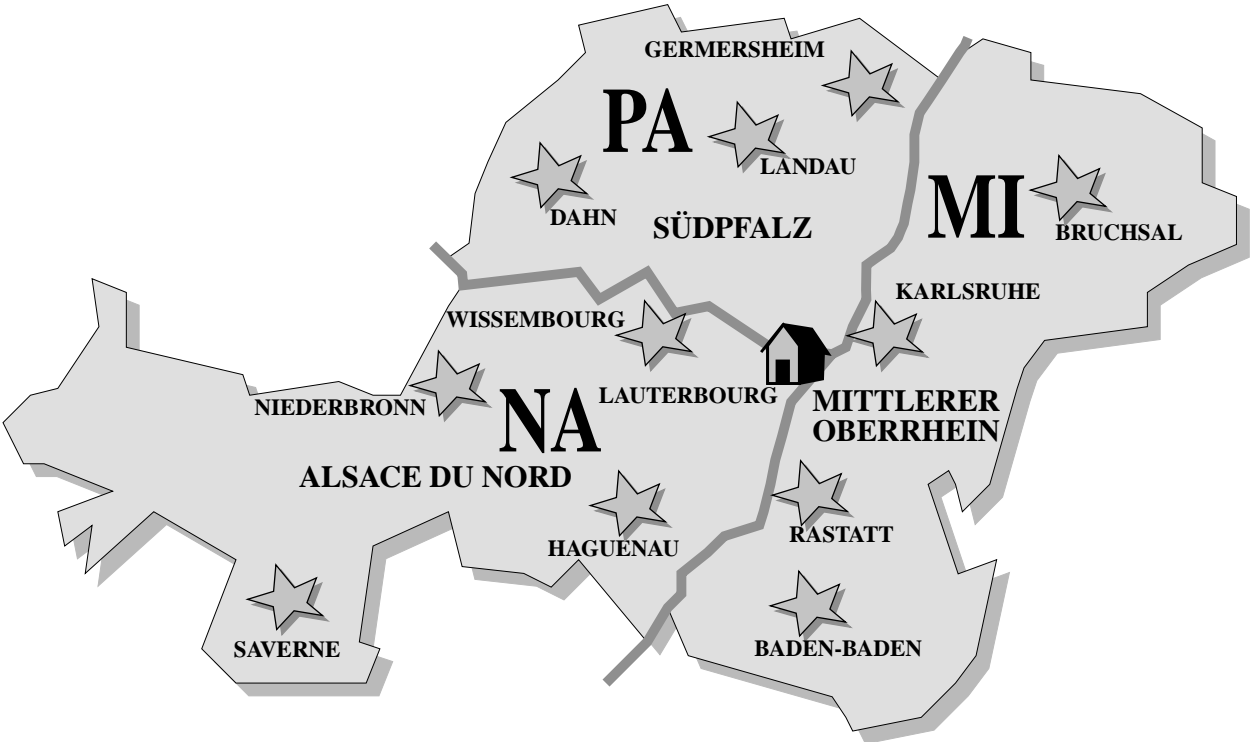 GERMERSHEIM
PA
LANDAU
DAHN
SÜDPFALZ
MI
BRUCHSAL
KARLSRUHE
WISSEMBOURG
NIEDERBRONN
NA
LAUTERBOURG
MITTLERER
OBERRHEIN
ALSACE DU NORD
RASTATT
HAGUENAU
SAVERNE
BADEN-BADEN